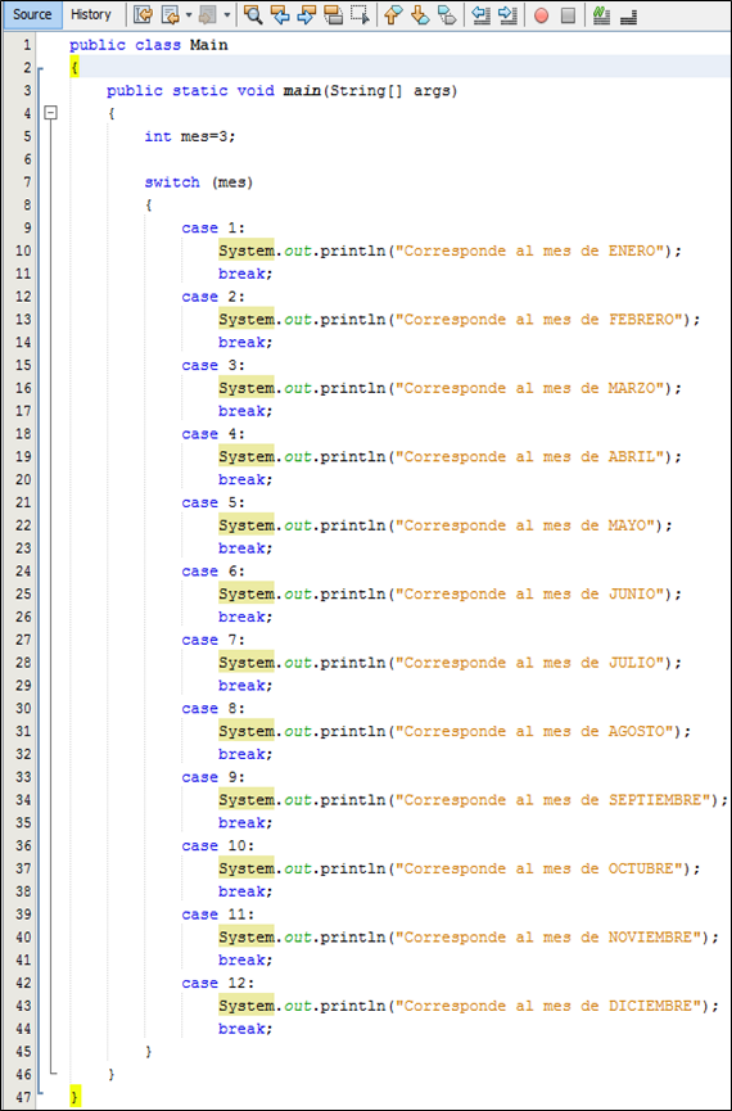 Source History
1 public class Main
2 {
3 public static void main(String[] args)
4 {
5 int mes=3;
6
7 switch (mes)
8 {
9 case 1:
10 System.out.println("Corresponde al mes de ENERO");
11 break;
12 case 2:
13 System.out.println("Corresponde al mes de FEBRERO");
14 break;
15 case 3:
16 System.out.println("Corresponde al mes de MARZO");
17 break;
18 case 4:
19 System.out.println("Corresponde al mes de ABRIL");
20 break;
21 case 5:
22 System.out.println("Corresponde al mes de MAYO");
23 break;
24 case 6:
25 System.out.println("Corresponde al mes de JUNIO");
26 break;
27 case 7:
28 System.out.println("Corresponde al mes de JULIO");
29 break;
30 case 8:
31 System.out.println("Corresponde al mes de AGOSTO");
32 break;
33 case 9:
34 System.out.println("Corresponde al mes de SEPTIEMBRE");
35 break;
36 case 10:
37 System.out.println("Corresponde al mes de OCTUBRE");
38 break;
39 case 11:
40 System.out.println("Corresponde al mes de NOVIEMBRE");
41 break;
42 case 12:
43 System.out.println("Corresponde al mes de DICIEMBRE");
44 break;
45 }
46 }
47 }